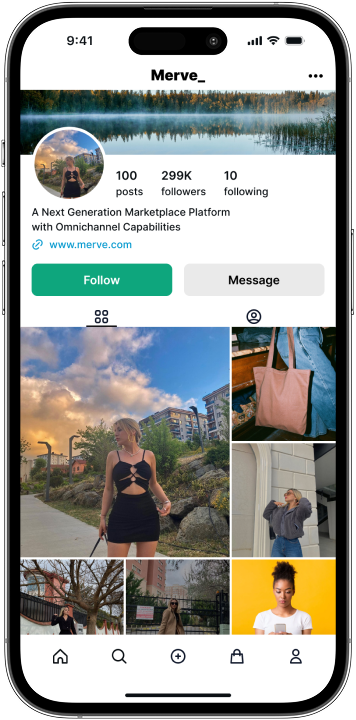 9:41
Merve_
100 299K 10
posts followers following
A Next Generation Marketplace Platform
with Omnichannel Capabilities
www.merve.com
Follow Message